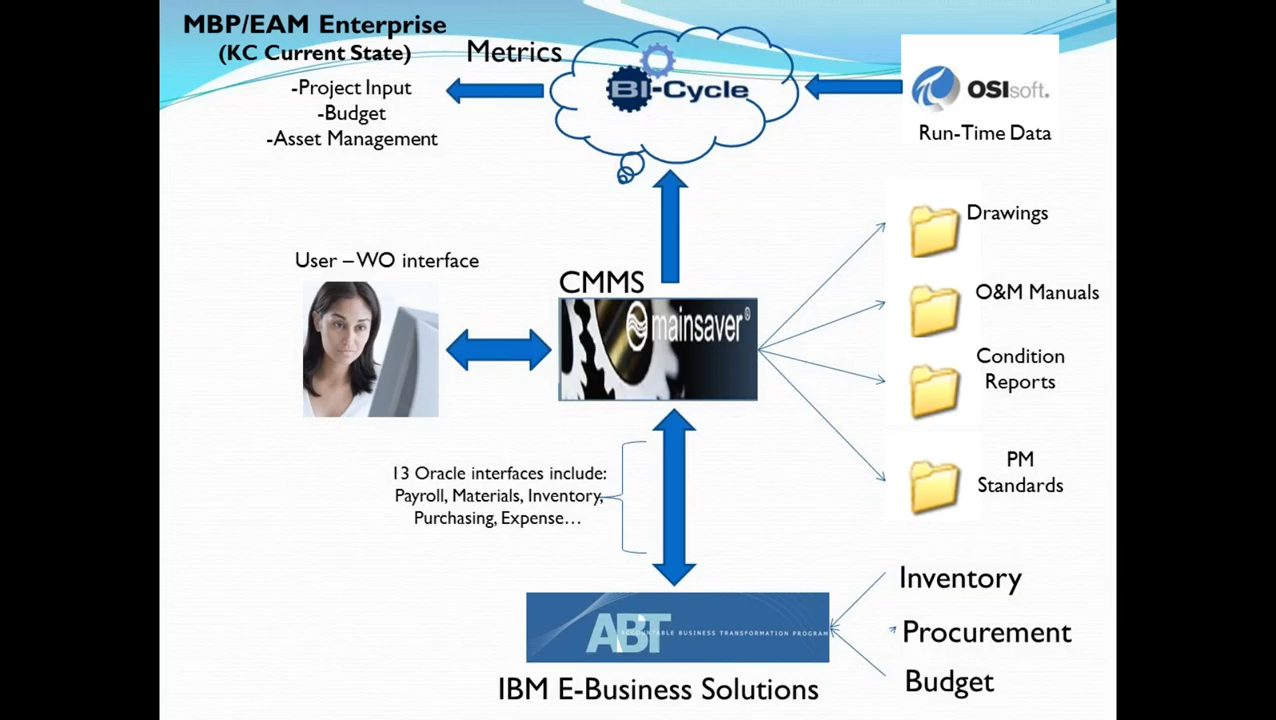 MBP/EAM Enterprise
(KC Current State)
-Project Input
-Budget
-Asset Management
Metrics
BI-Cycle
OSIsoft.
Run-Time Data
Drawings
O&M Manuals
Condition
Reports
PM
Standards
User –WO interface
CMMS
mainsaver®
13 Oracle interfaces include:
Payroll, Materials, Inventory,
Purchasing, Expense…
ABT
ACCOUNTABLE BUSINESS TRANSFORMATION PROGRAM
IBM E-Business Solutions
Inventory
Procurement
Budget